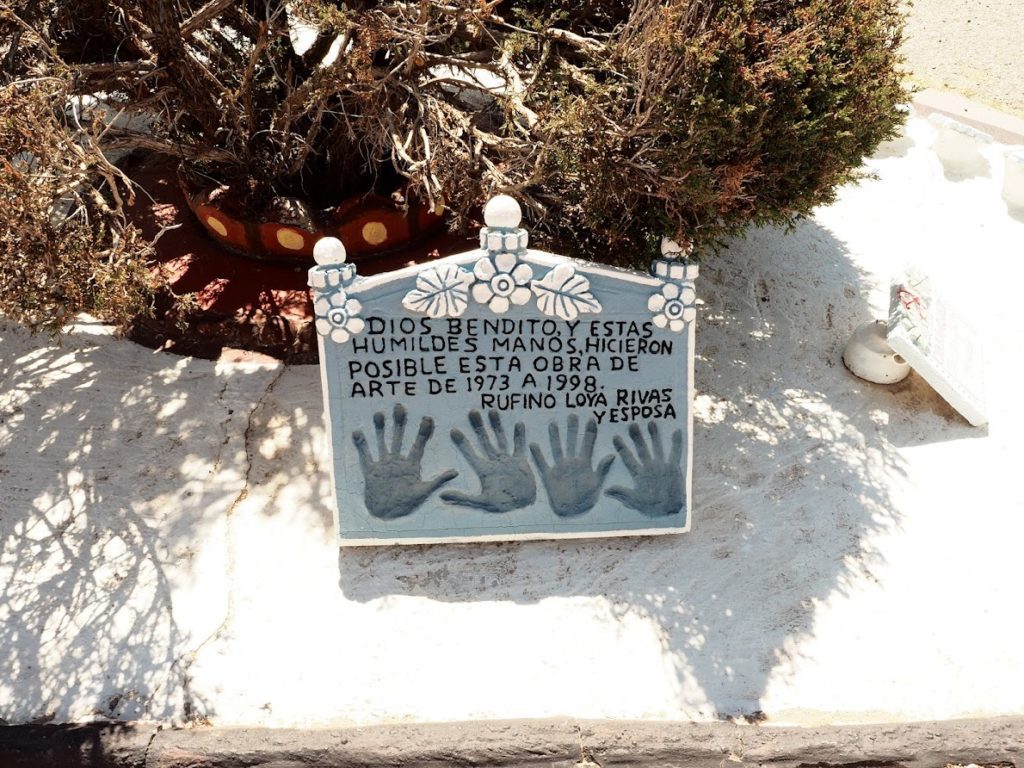 DIOS BENDITO, Y ESTAS
HUMILDES MANOS, HICIERON
POSIBLE ESTA OBRA DE
ARTE DE 1973 A 1998.
RUFINO LOYA RIVAS
Y ESPOSA